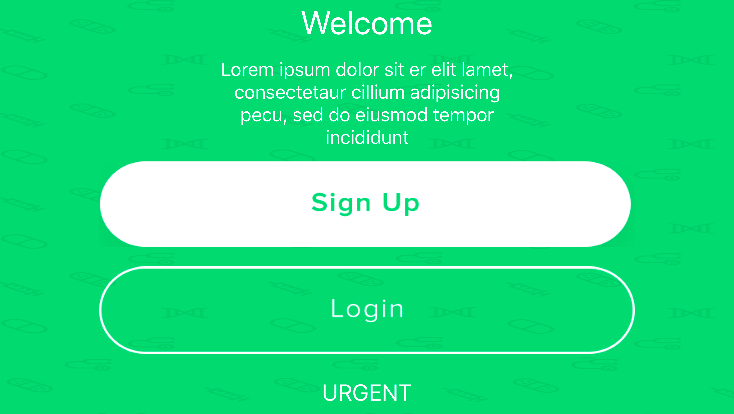 Welcome
Lorem ipsum dolor sit er elit lamet,
consectetaur cillium adipisicing
pecu, sed do eiusmod tempor
incididunt
Sign Up
Login
URGENT